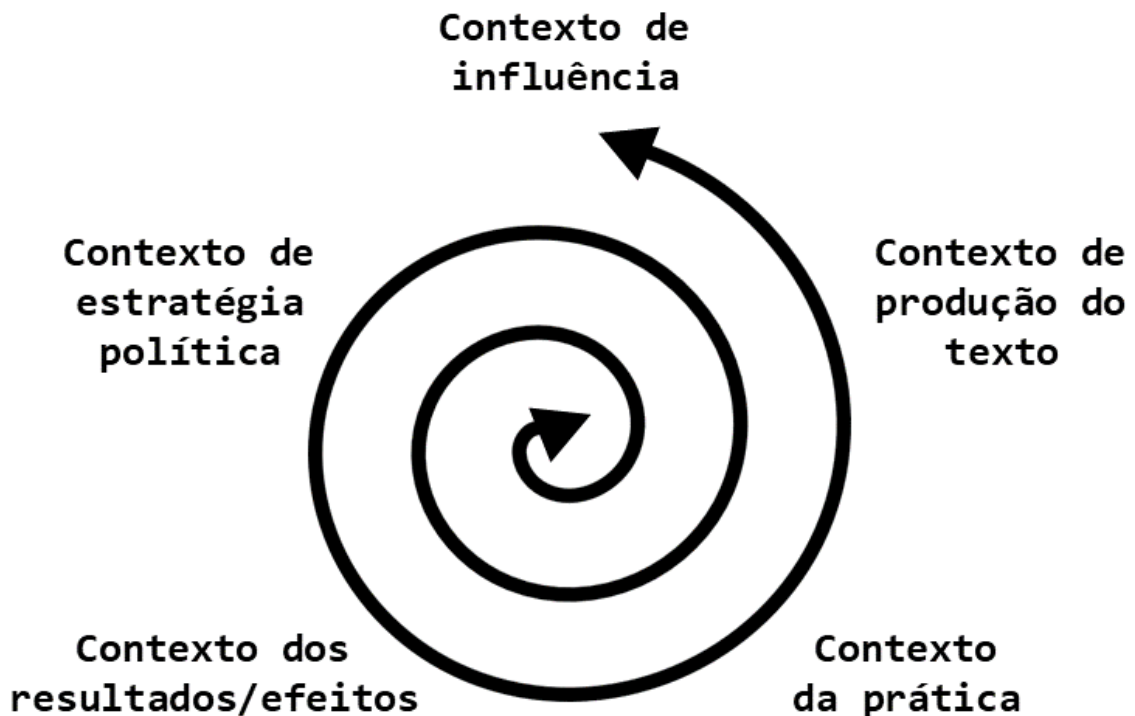 Contexto de
influência
Contexto de
estratégia
política
Contexto de
produção do
texto
Contexto dos
resultados/efeitos
Contexto
da prática